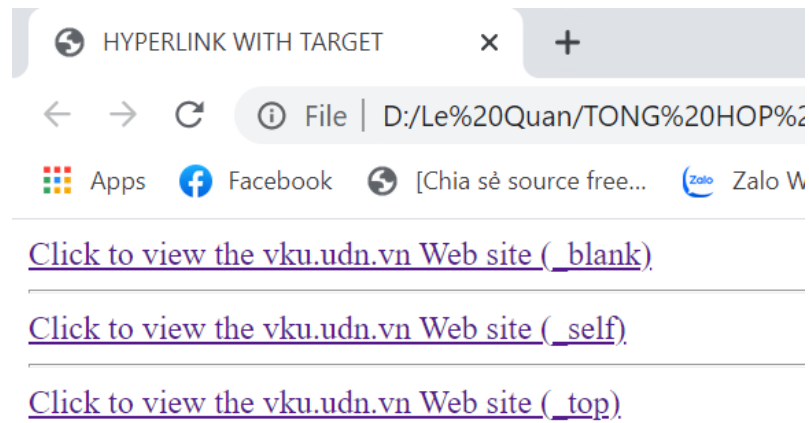 HYPERLINK WITH TARGET
File | D:/Le%20Quan/TONG%20HOP%2
Apps Facebook [Chia sẻ source free... Zalo Zalo W
Click to view the vku.udn.vn Web site (_blank)
Click to view the vku.udn.vn Web site (_self)
Click to view the vku.udn.vn Web site (_top)